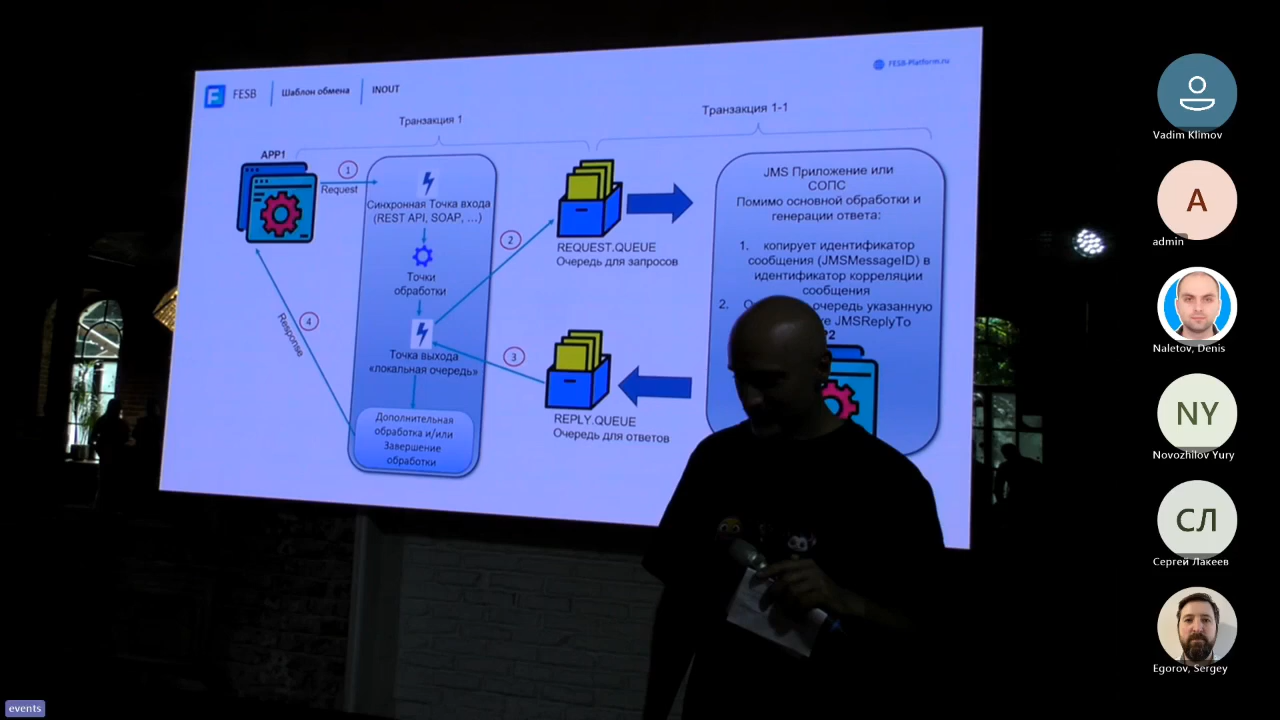 FESB
Шаблон обмена
INOUT
FESB-Platform.ru
Транзакция 1
Транзакция 1-1
APP1
1
Request
Синхронная Точка входа
(REST API, SOAP, ...)
Точки
обработки
Точка выхода
«локальная очередь»
Дополнительная
обработка и/или
Завершение
обработки
2
3
4
Response
REQUEST.QUEUE
Очередь для запросов
REPLY.QUEUE
Очередь для ответов
JMS Приложение или
СОПС
Помимо основной обработки и
генерации ответа:
1. копирует идентификатор
сообщения (JMSMessageID) в
идентификатор корреляции
сообщения
2.
очередь указанную
JMSReplyTo
Vadim Klimov
A
admin
Naletov, Denis
NY
Novozhilov Yury
СЛ
Сергей Лакеев
Egorov, Sergey
events